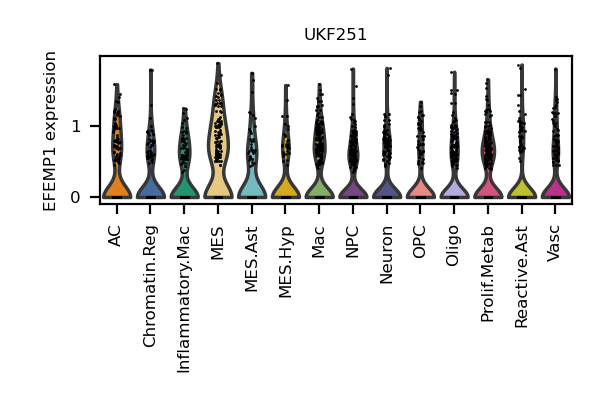 UKF251
EFEMP1 expression
1
0
AC
Chromatin.Reg
Inflammatory.Mac
MES
MES.Ast
MES.Hyp
Mac
NPC
Neuron
OPC
Oligo
Prolif.Metab
Reactive.Ast
Vasc